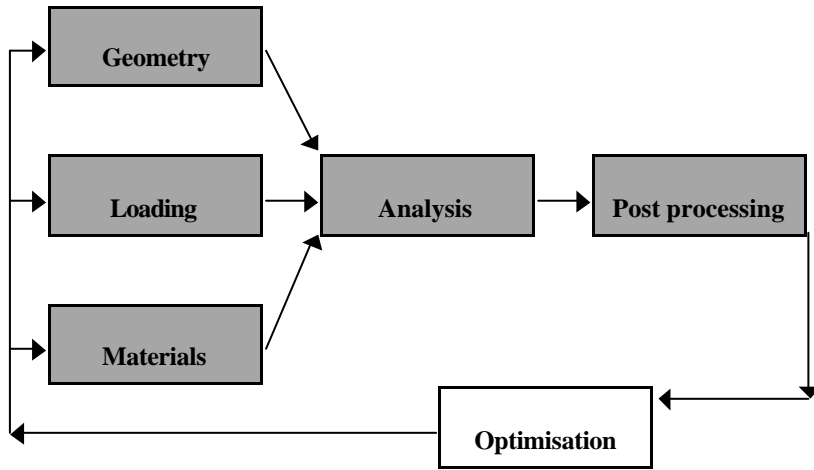 Geometry
Loading
Analysis
Post processing
Materials
Optimisation